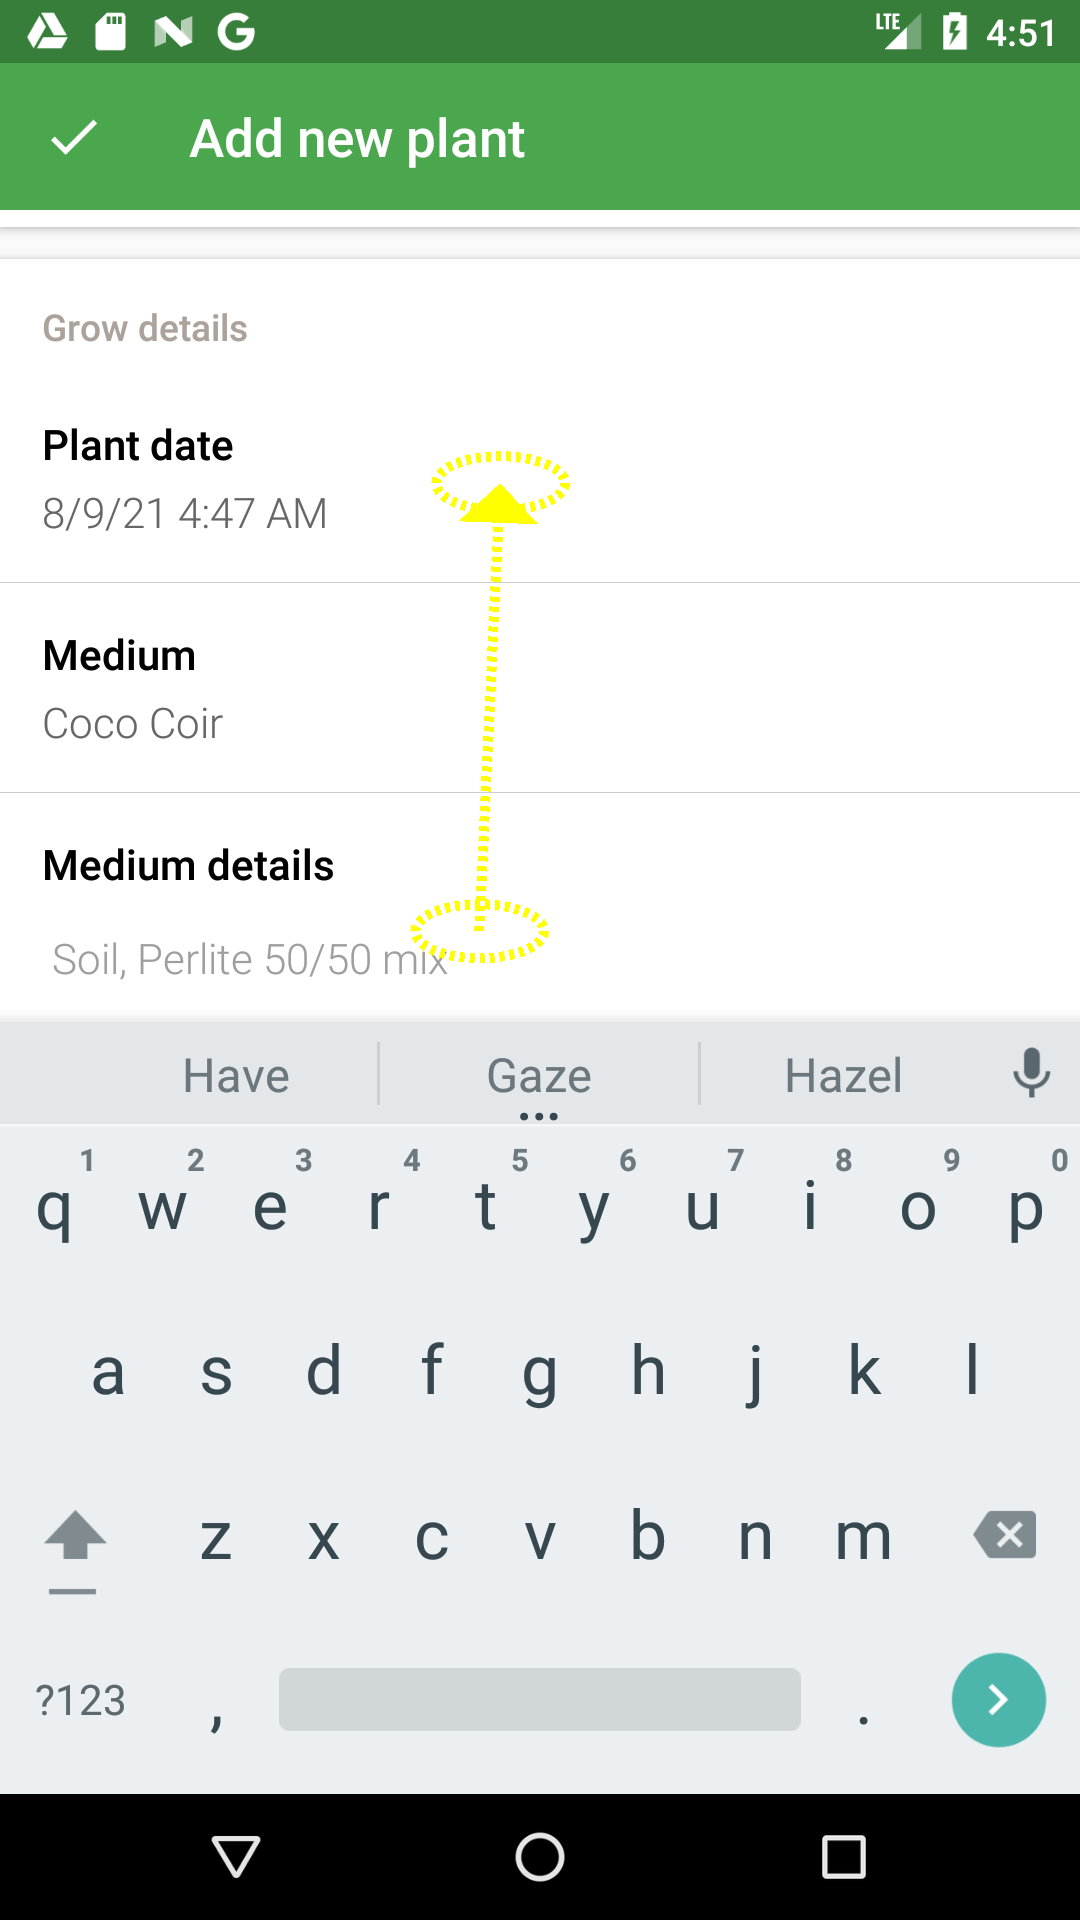 LTE 4:51
Add new plant
Grow details
Plant date
8/9/21 4:47 AM
Medium
Coco Coir
Medium details
Soil, Perlite 50/50 mix
Have Gaze Hazel
1 2 3 4 5 6 7 8 9 0
q w e r t y u i o p
a s d f g h j k l
z x c v b n m
?123 , .